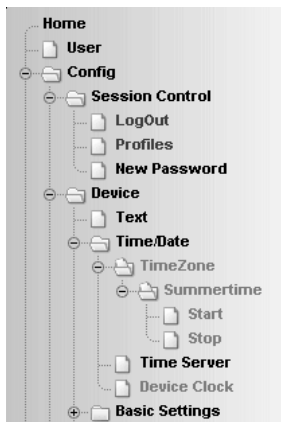 Home
User
Config
Session Control
LogOut
Profiles
New Password
Device
Text
Time/Date
TimeZone
Summertime
Start
Stop
Time Server
Device Clock
Basic Settings